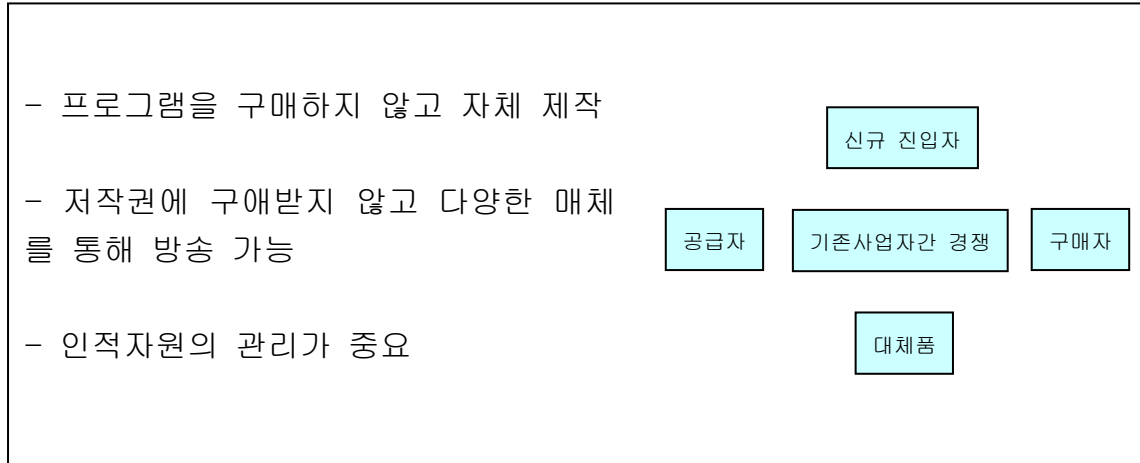 - 프로그램을 구매하지 않고 자체 제작
- 저작권에 구애받지 않고 다양한 매체
를 통해 방송 가능
- 인적자원의 관리가 중요
신규 진입자
공급자
기존사업자간 경쟁
구매자
대체품